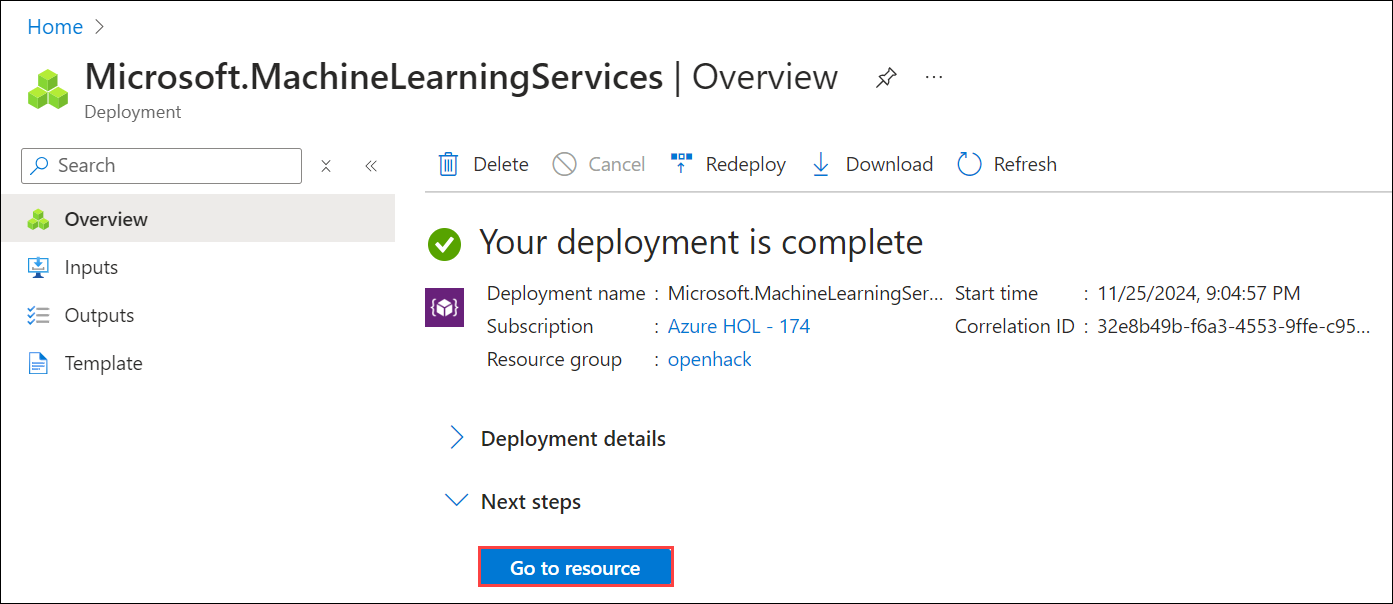 Home
Microsoft.MachineLearningServices | Overview
Deployment
Search
Overview
Inputs
Outputs
Template
Delete Cancel Redeploy Download Refresh
Your deployment is complete
Deployment name : Microsoft.MachineLearningSer... Start time : 11/25/2024, 9:04:57 PM
Subscription : Azure HOL - 174 Correlation ID : 32e8b49b-f6a3-4553-9ffe-c95...
Resource group : openhack
Deployment details
Next steps
Go to resource